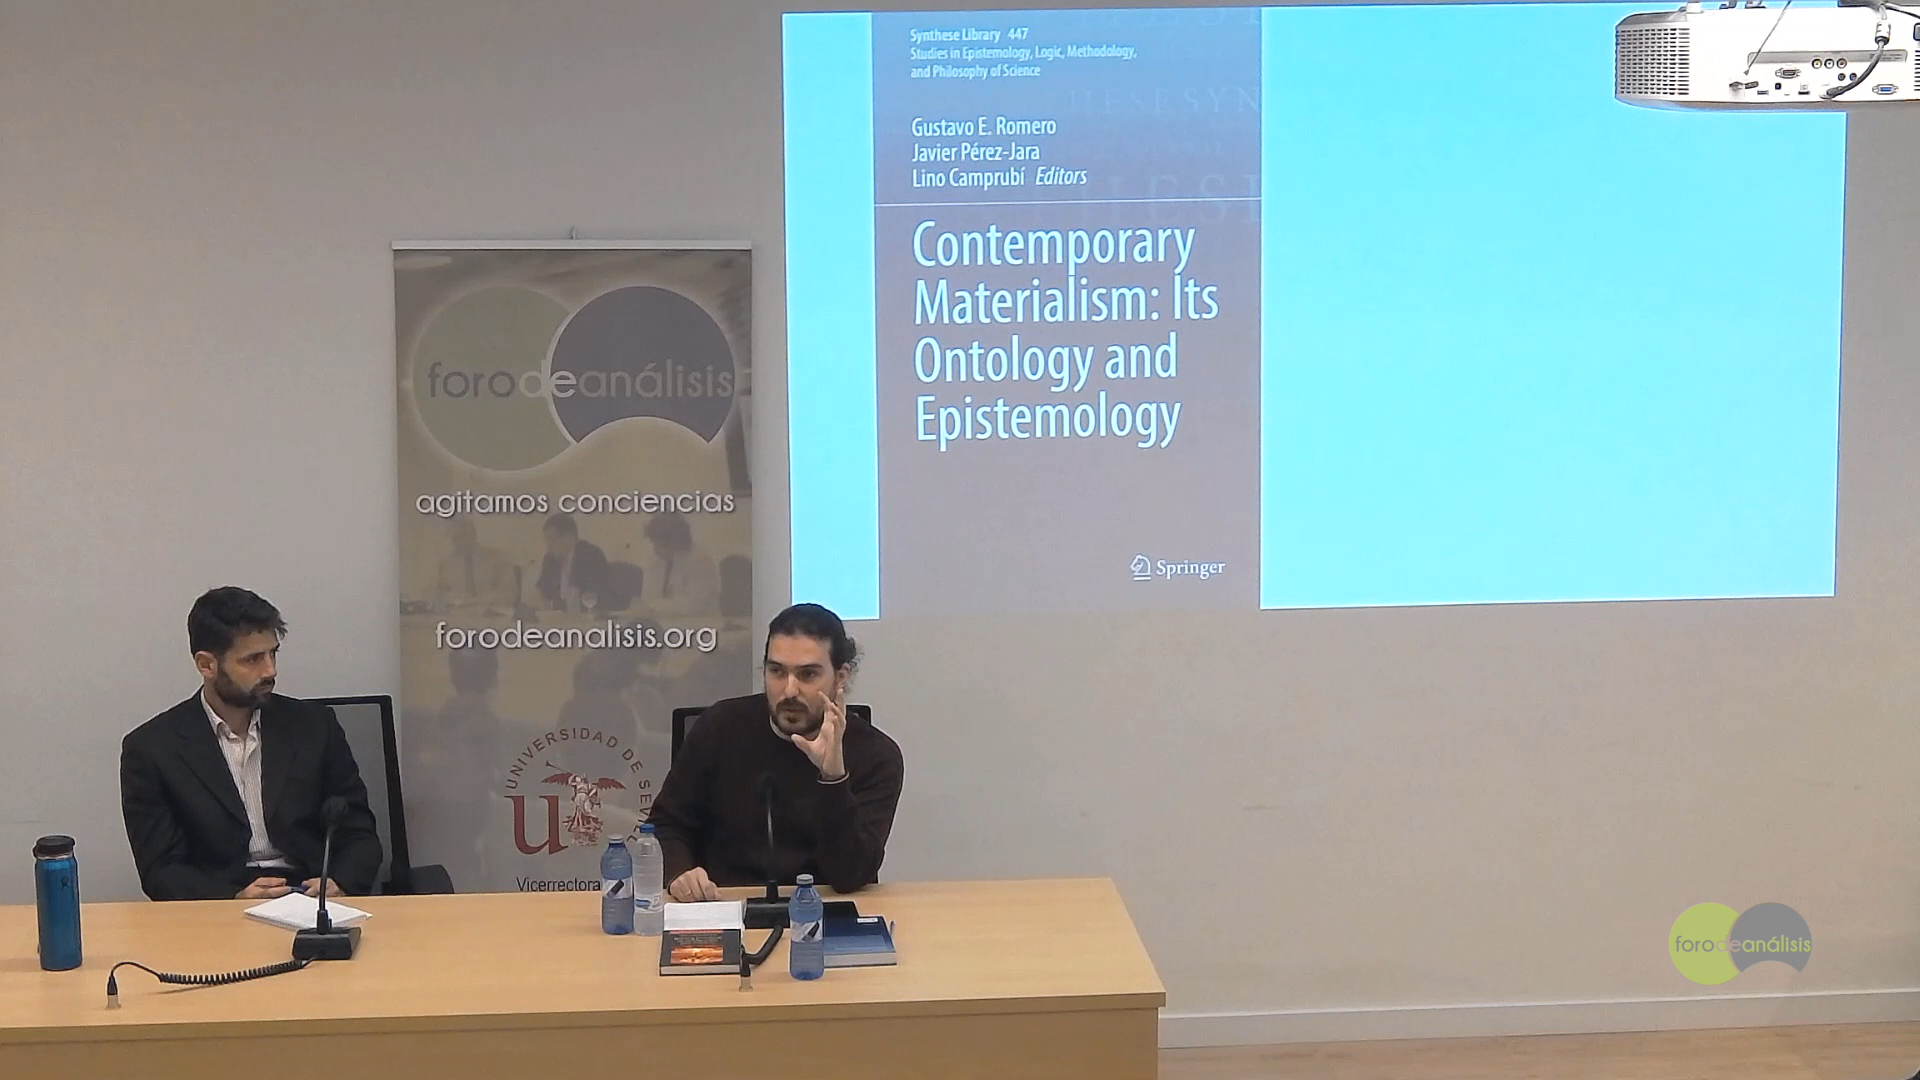 Synthese Library 447
Studies in Epistemology, Logic, Methodology,
and Philosophy of Science
Gustavo E. Romero
Javier Pérez-Jara
Lino Camprubí Editors
Contemporary
Materialism: Its
Ontology and
Epistemology
Springer
forodeanálisis
agitamos conciencias
forodeanalisis.org
UNIVERSIDAD DE
Vicerrectora
forodeanálisis